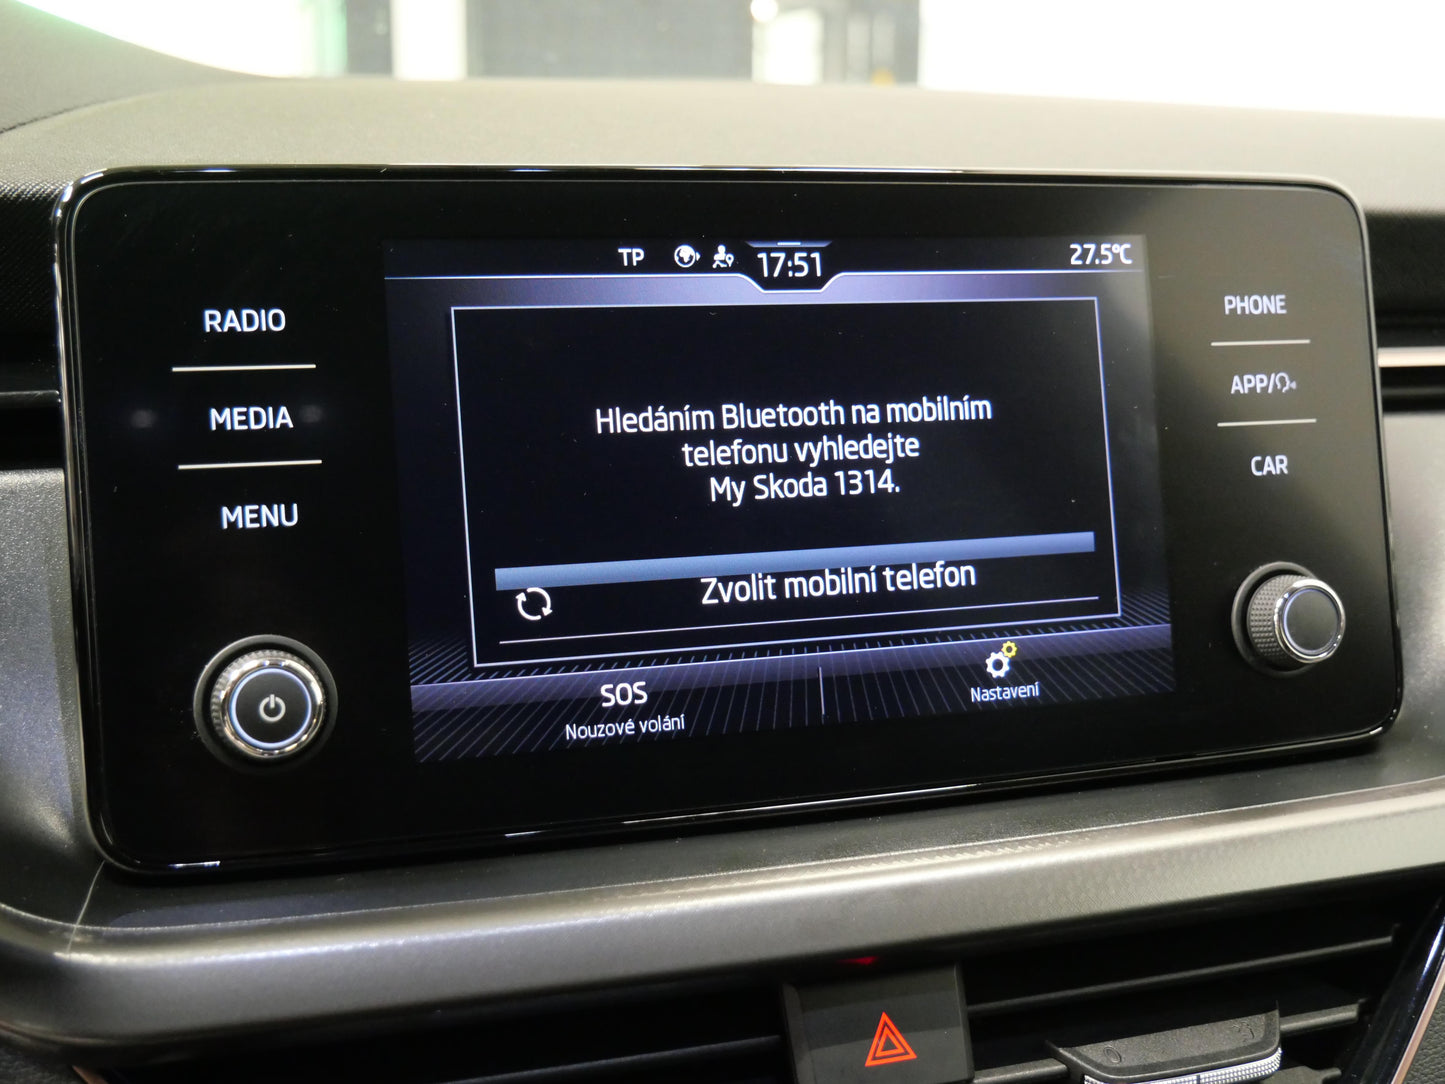 TP 17:51 27.5°C
RADIO
MEDIA
MENU
Hledáním Bluetooth na mobilním
telefonu vyhledejte
My Skoda 1314.
Zvolit mobilní telefon
SOS
Nouzové volání
Nastavení
PHONE
APP/
CAR